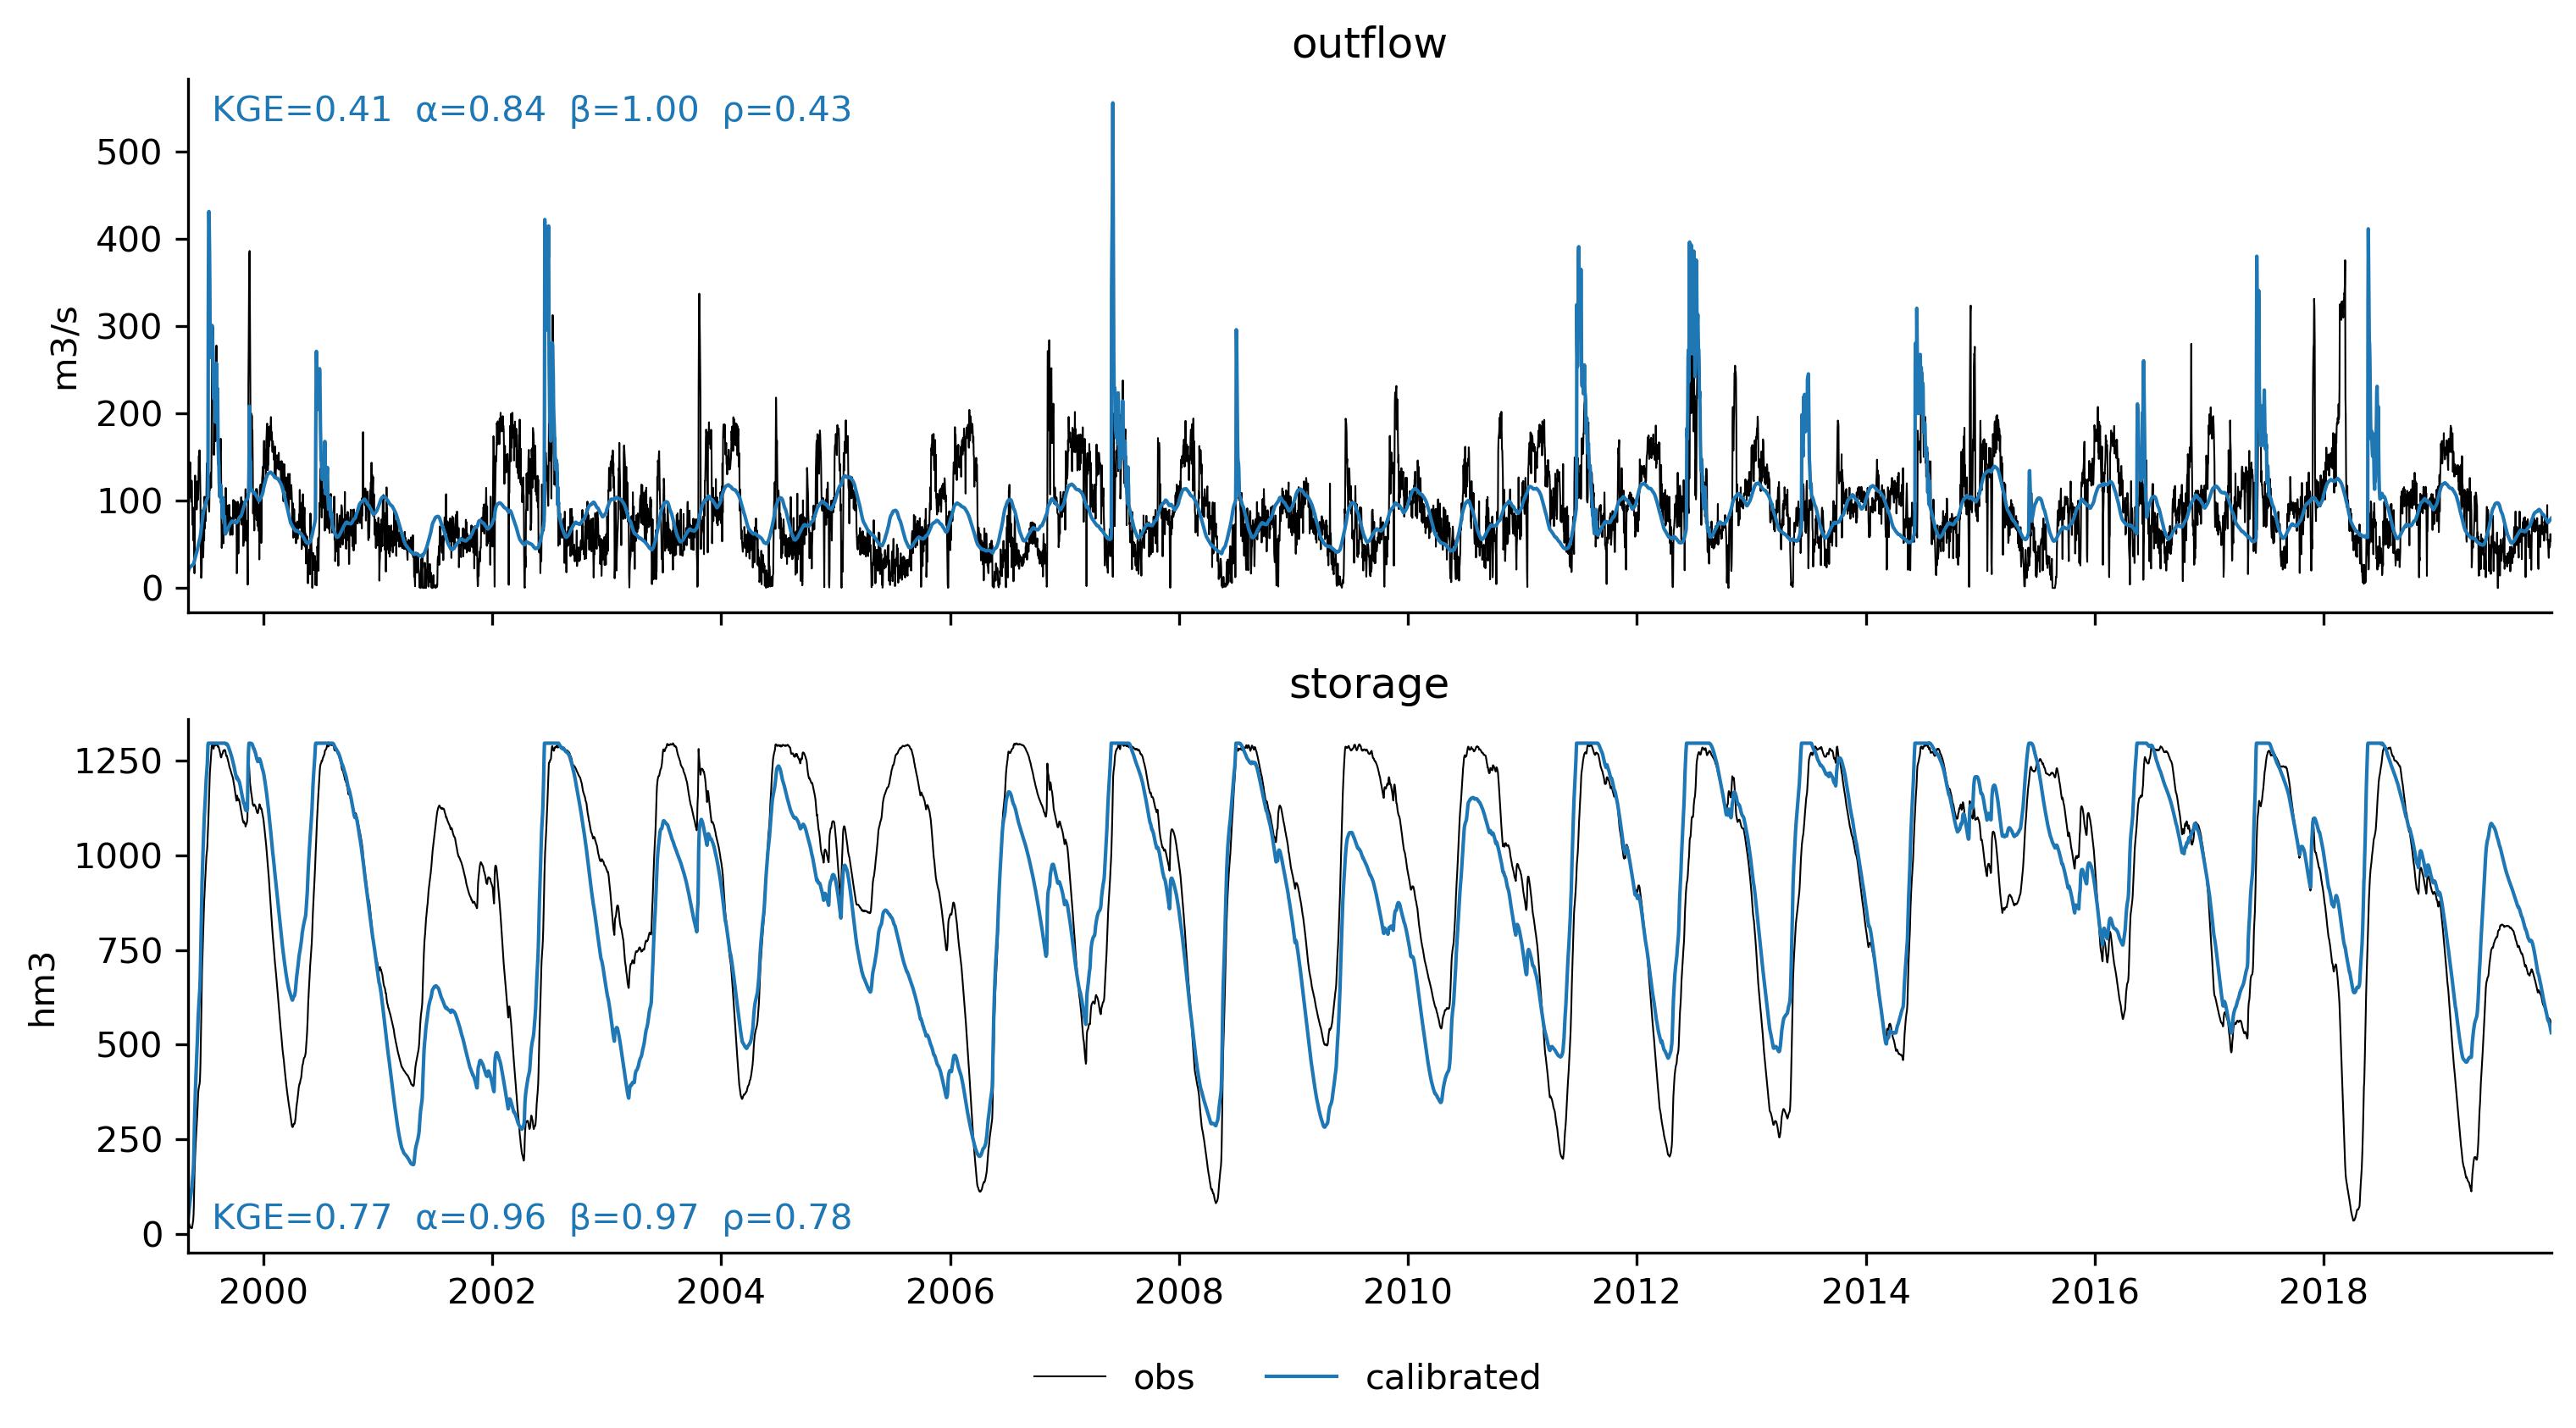 outflow
KGE=0.41 α=0.84 β=1.00 ρ=0.43
500
400
300
200
100
0
m3/s
storage
1250
1000
750
500
250
0
hm3
KGE=0.77 α=0.96 β=0.97 ρ=0.78
2000 2002 2004 2006 2008 2010 2012 2014 2016 2018
obs calibrated